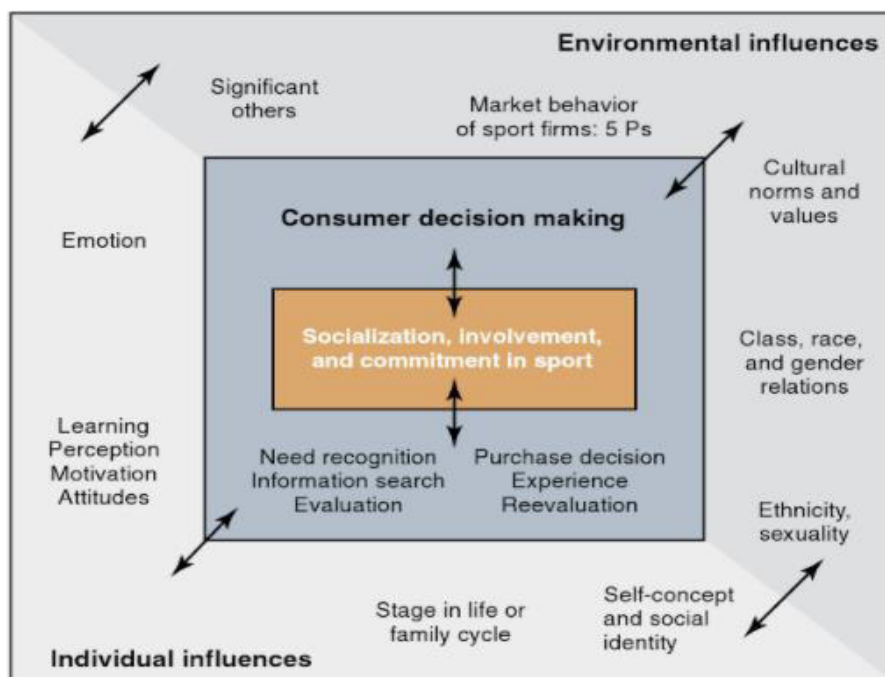 Environmental influences
Significant
others
Market behavior
of sport firms: 5 Ps
Cultural
norms and
values
Consumer decision making
Emotion
Socialization, involvement,
and commitment in sport
Class, race,
and gender
relations
Learning
Perception
Motivation
Attitudes
Need recognition
Information search
Evaluation
Purchase decision
Experience
Reevaluation
Ethnicity,
sexuality
Stage in life or
family cycle
Self-concept
and social
identity
Individual influences